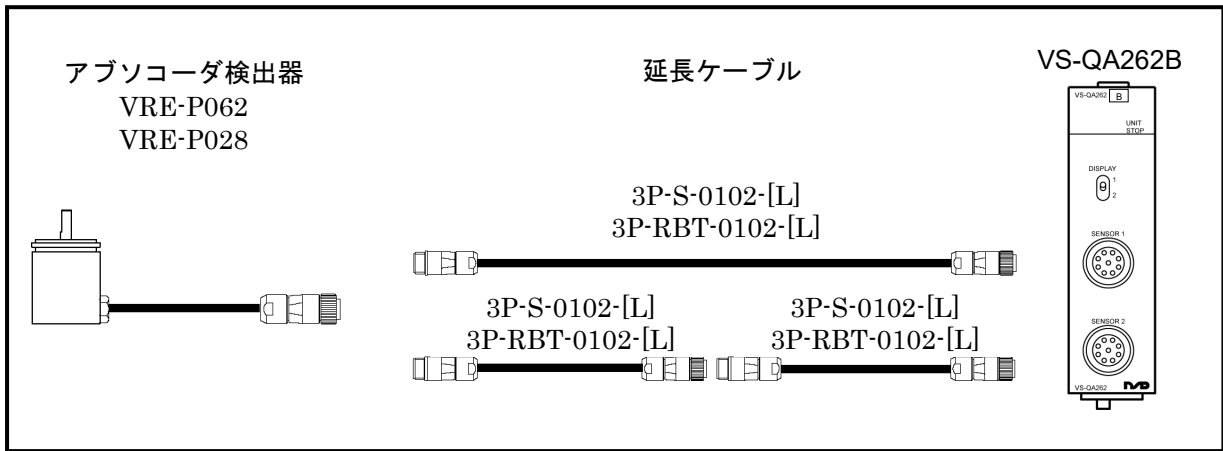 アブソコーダ検出器
VRE-P062
VRE-P028
延長ケーブル
3P-S-0102-[L]
3P-RBT-0102-[L]
3P-S-0102-[L]
3P-RBT-0102-[L]
3P-S-0102-[L]
3P-RBT-0102-[L]
VS-QA262B
VS-QA262 B
UNIT
STOP
DISPLAY
1
2
SENSOR 1
SENSOR 2
VS-QA262 NSD